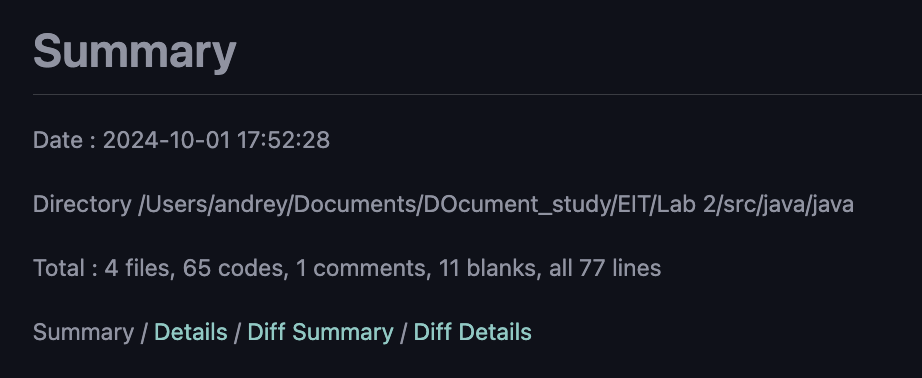 Summary
Date : 2024-10-01 17:52:28
Directory /Users/andrey/Documents/DOcument_study/EIT/Lab 2/src/java/java
Total : 4 files, 65 codes, 1 comments, 11 blanks, all 77 lines
Summary / Details / Diff Summary / Diff Details